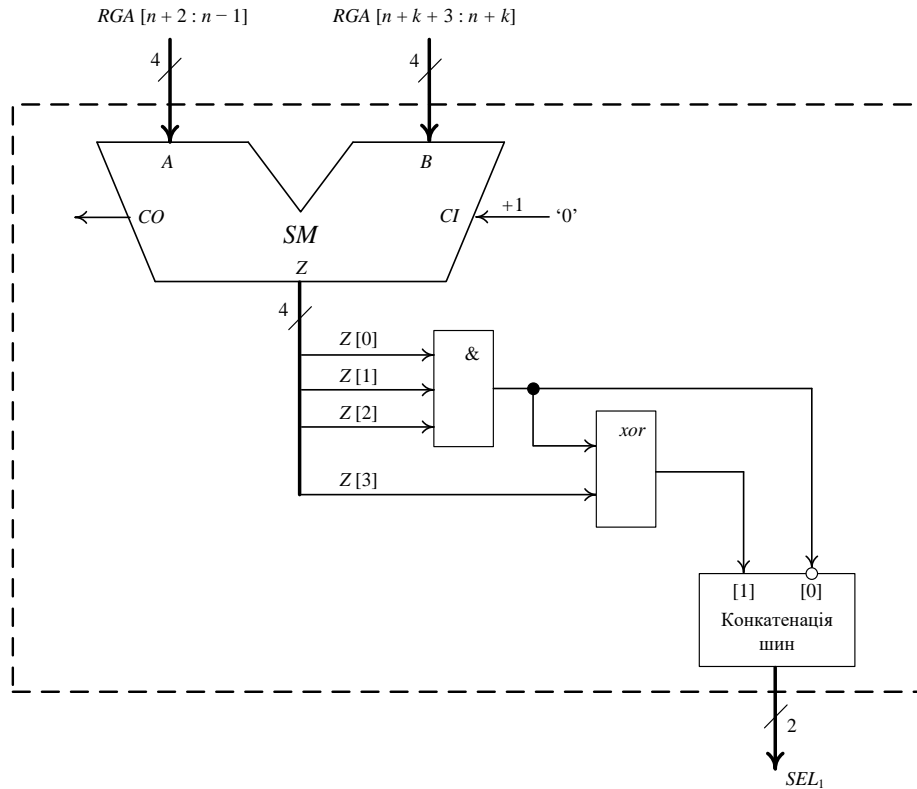 RGA [n + 2 : n − 1]
RGA [n + k + 3 : n + k]
4
4
A
B
CO
CI
+1
‘0’
SM
Z
4
Z [0]
&
Z [1]
Z [2]
xor
Z [3]
[1]
[0]
Конкатенація
шин
2
SEL₁